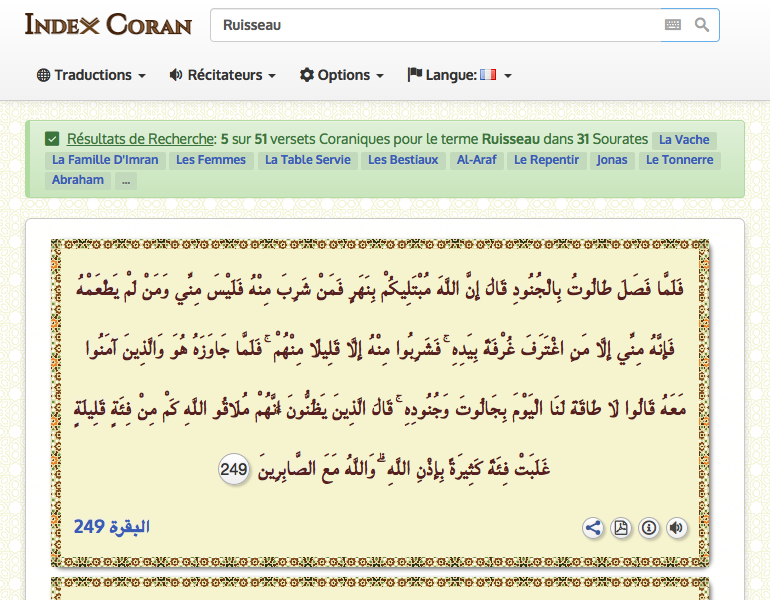 INDEX CORAN
Ruisseau
Traductions
Récitateurs
Options
Langue:
Résultats de Recherche: 5 sur 51 versets Coraniques pour le terme Ruisseau dans 31 Sourates La Vache
La Famille D'Imran Les Femmes La Table Servie Les Bestiaux Al-Araf Le Repentir Jonas Le Tonnerre
Abraham ...
فَلَمَّا فَصَلَ طَالُوتُ بِالْجُنُودِ قَالَ إِنَّ اللَّهَ مُبْتَلِيكُمْ بِنَهَرٍ فَمَنْ شَرِبَ مِنْهُ فَلَيْسَ مِنِّي وَمَنْ لَمْ يَطْعَمْهُ
فَإِنَّهُ مِنِّي إِلَّا مَنِ اغْتَرَفَ غُرْفَةً بِيَدِهِ ۚ فَشَرِبُوا مِنْهُ إِلَّا قَلِيلًا مِنْهُمْ ۚ فَلَمَّا جَاوَزَهُ هُوَ وَالَّذِينَ آمَنُوا
مَعَهُ قَالُوا لَا طَاقَةَ لَنَا الْيَوْمَ بِجَالُوتَ وَجُنُودِهِ ۚ قَالَ الَّذِينَ يَظُنُّونَ أَنَّهُمْ مُلَاقُو اللَّهِ كَمْ مِنْ فِئَةٍ قَلِيلَةٍ
غَلَبَتْ فِئَةً كَثِيرَةً بِإِذْنِ اللَّهِ ۗ وَاللَّهُ مَعَ الصَّابِرِينَ 249
البقرة 249